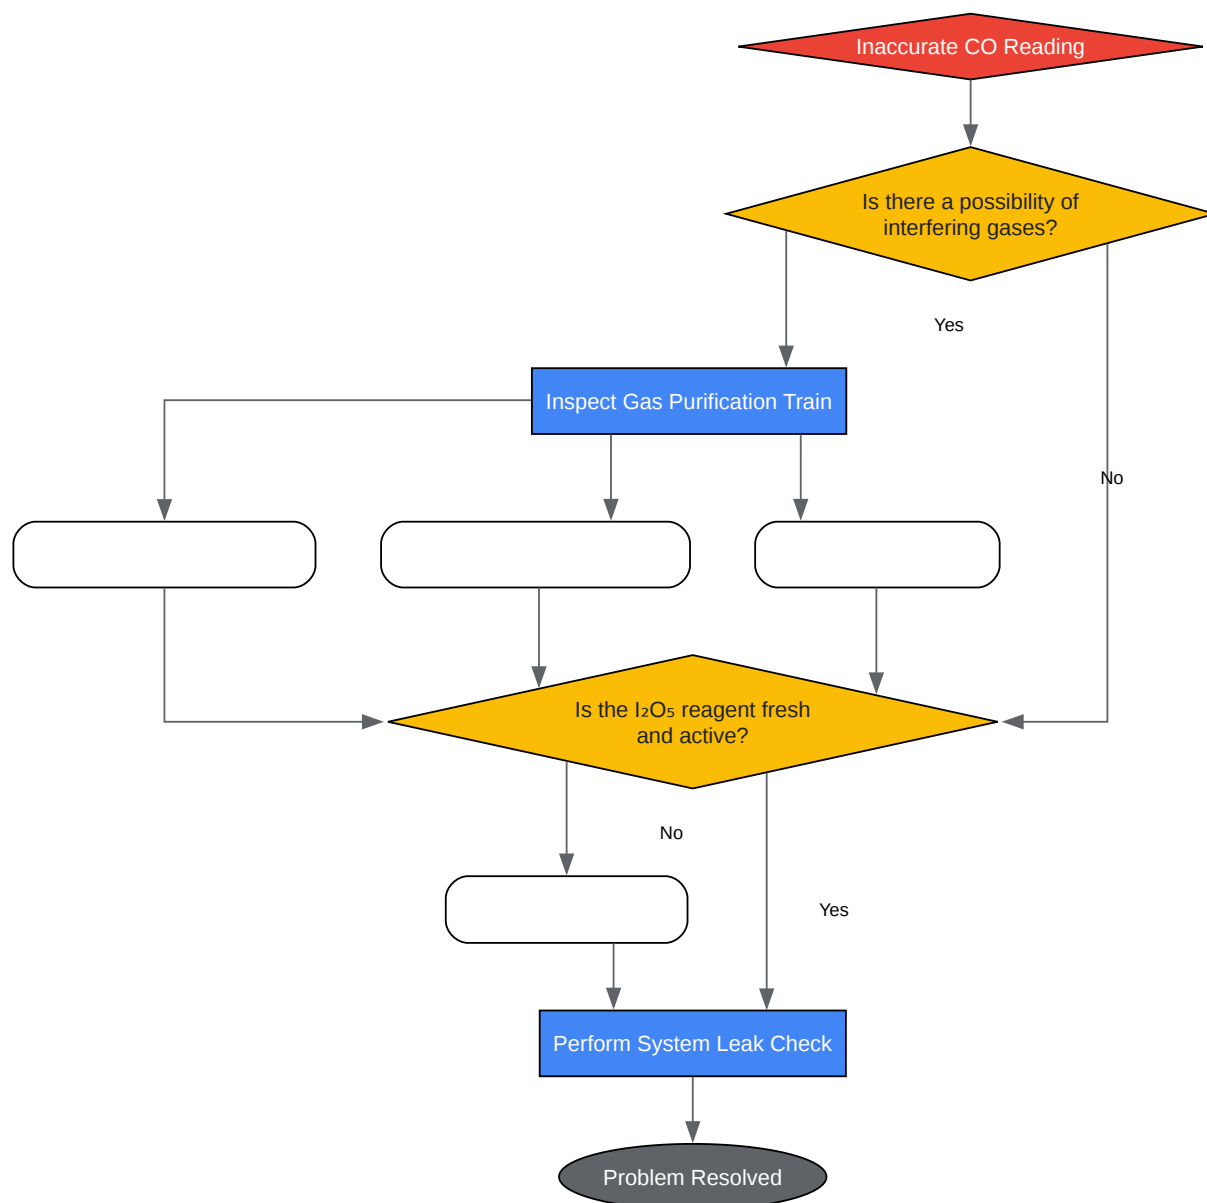 Inaccurate CO Reading
Is there a possibility of
interfering gases?
Yes
Inspect Gas Purification Train
No
Is the I₂O₅ reagent fresh
and active?
No
Yes
Perform System Leak Check
Problem Resolved